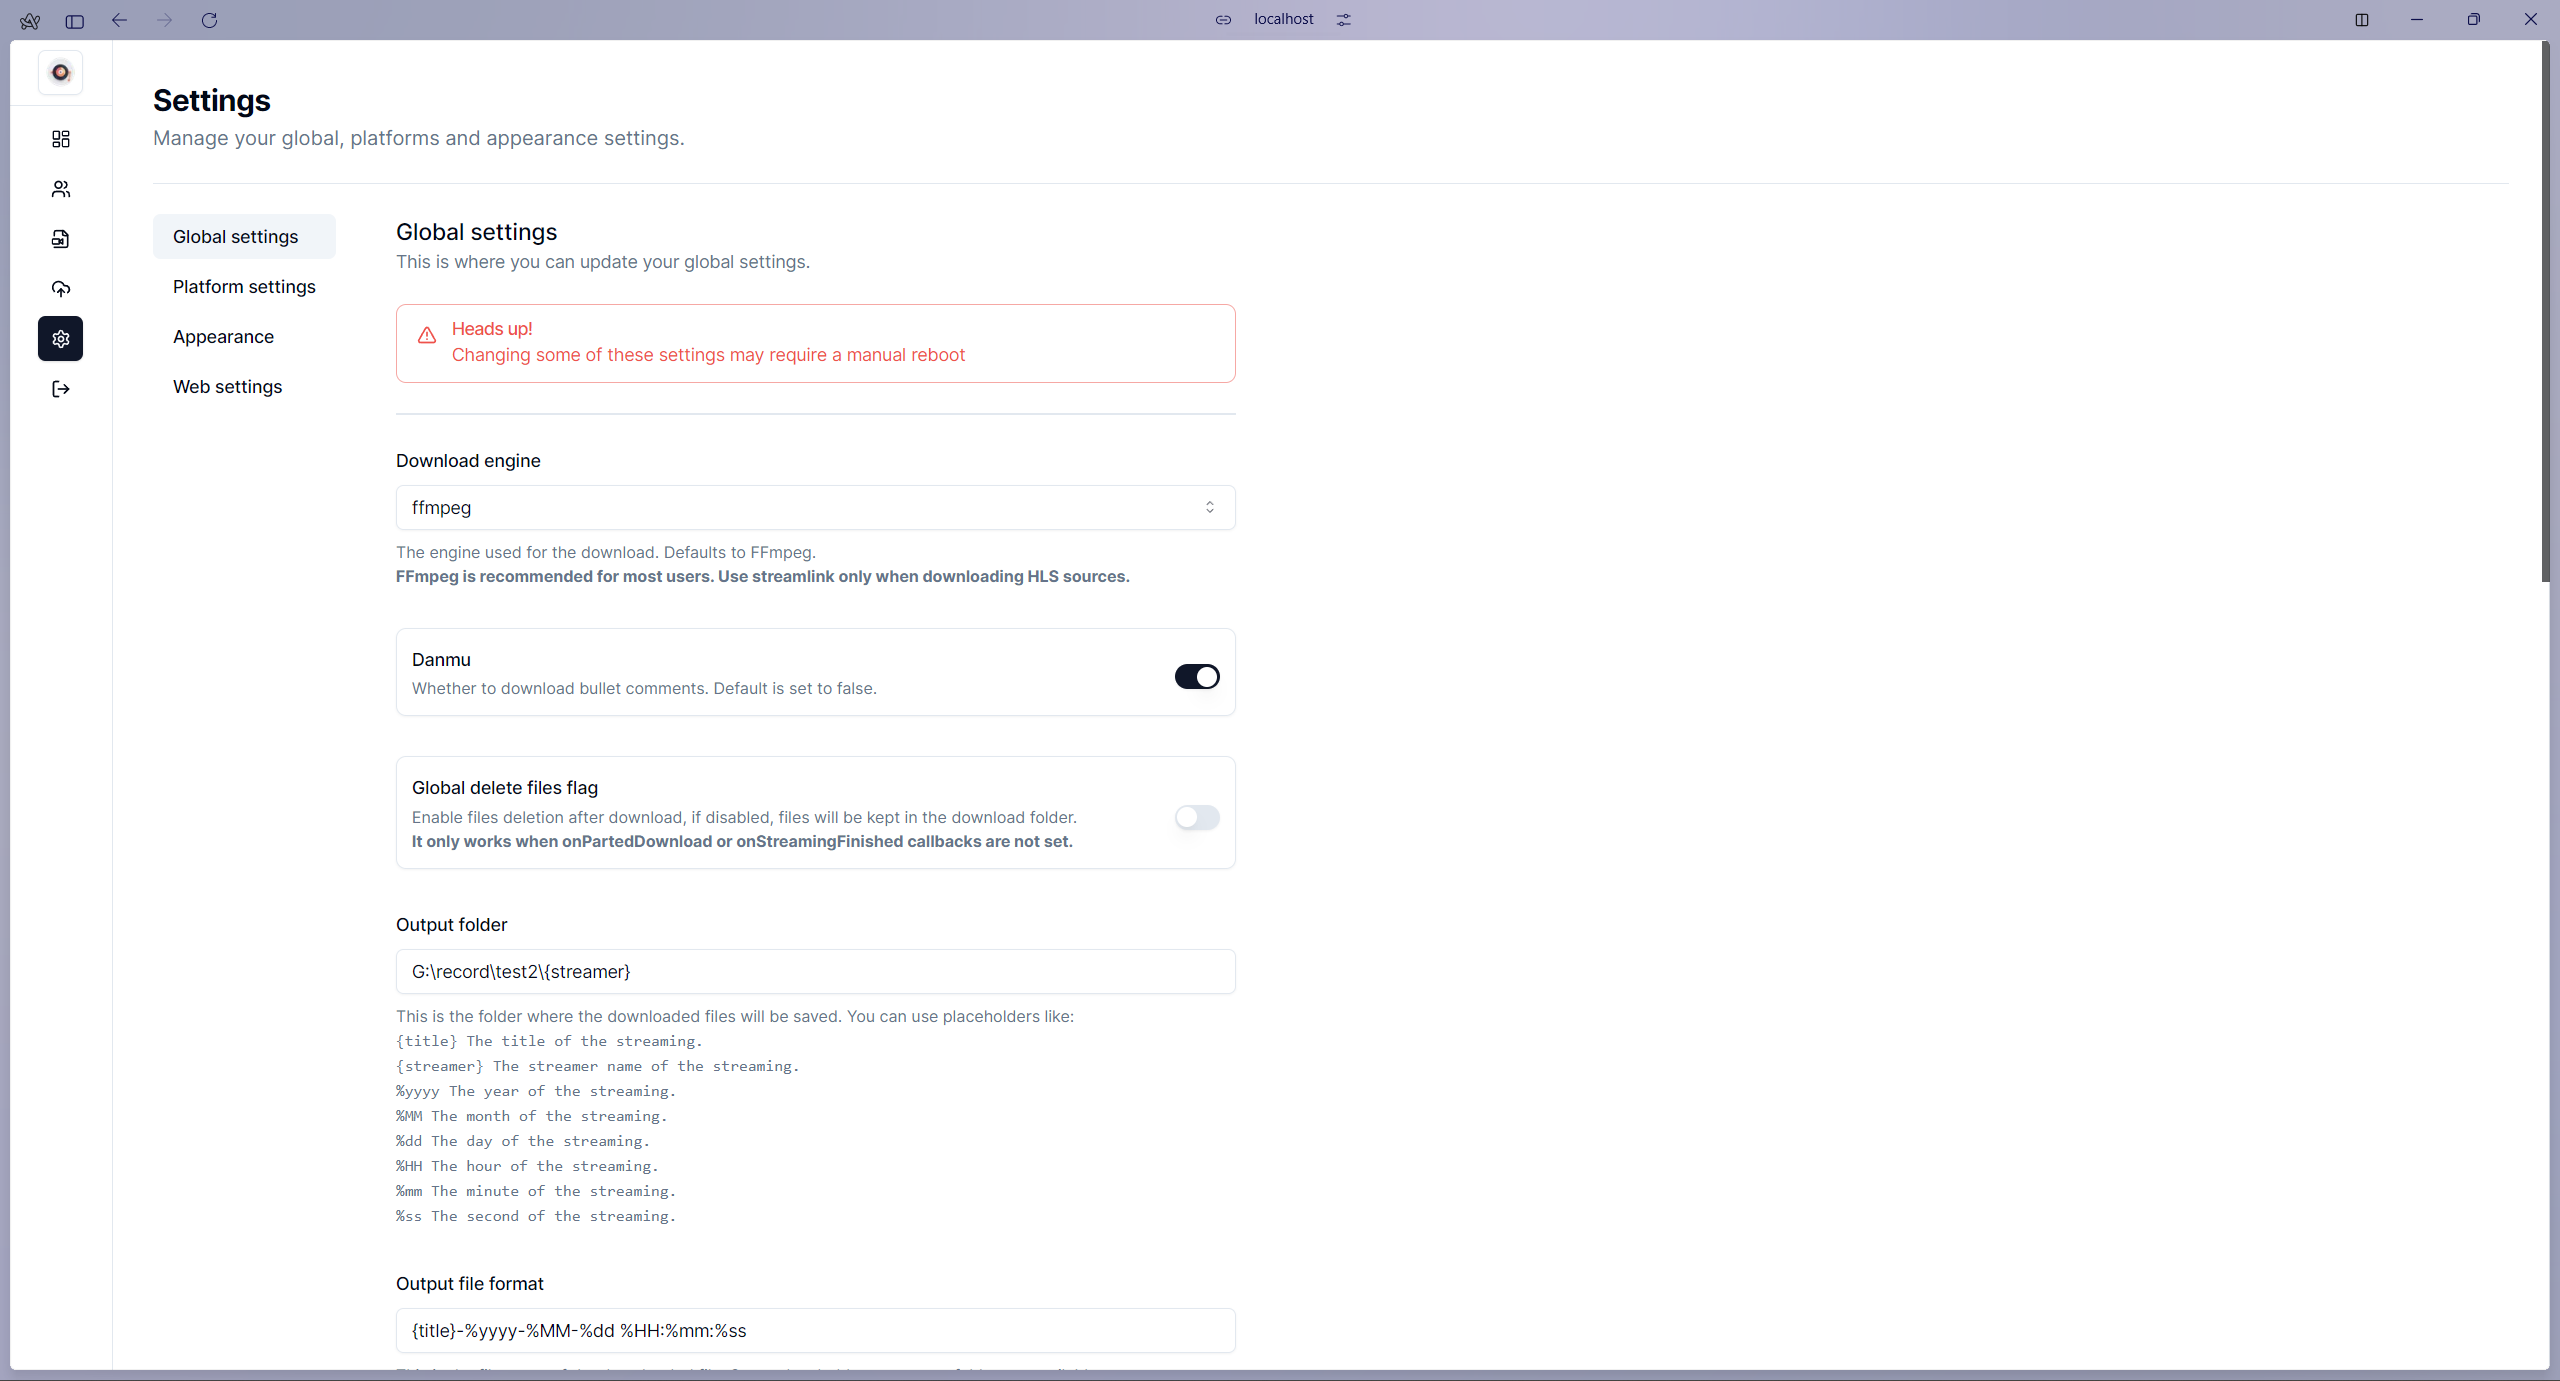 localhost
Settings
Manage your global, platforms and appearance settings.
Global settings
Platform settings
Appearance
Web settings
Global settings
This is where you can update your global settings.
Heads up!
Changing some of these settings may require a manual reboot
Download engine
ffmpeg
The engine used for the download. Defaults to FFmpeg.
FFmpeg is recommended for most users. Use streamlink only when downloading HLS sources.
Danmu
Whether to download bullet comments. Default is set to false.
Global delete files flag
Enable files deletion after download, if disabled, files will be kept in the download folder.
It only works when onPartedDownload or onStreamingFinished callbacks are not set.
Output folder
G:\record\test2\{streamer}
This is the folder where the downloaded files will be saved. You can use placeholders like:
{title} The title of the streaming.
{streamer} The streamer name of the streaming.
%yyyy The year of the streaming.
%MM The month of the streaming.
%dd The day of the streaming.
%HH The hour of the streaming.
%mm The minute of the streaming.
%ss The second of the streaming.
Output file format
{title}-%yyyy-%MM-%dd %HH:%mm:%ss